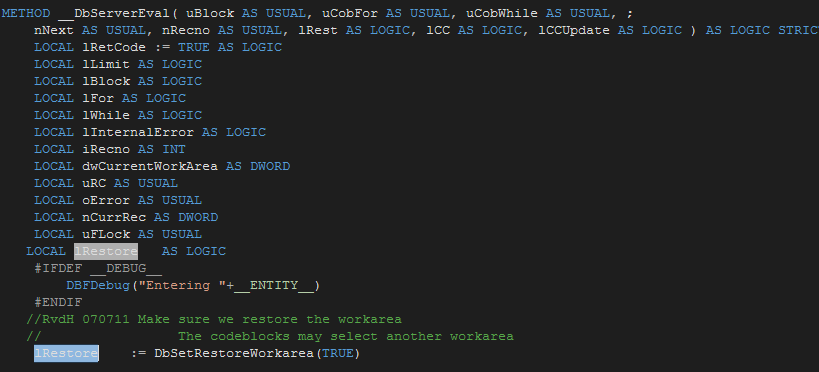 METHOD __DbServerEval( uBlock AS USUAL, uCobFor AS USUAL, uCobWhile AS USUAL, ;
nNext AS USUAL, nRecno AS USUAL, lRest AS LOGIC, lCC AS LOGIC, lCCUpdate AS LOGIC ) AS LOGIC STRIC
LOCAL lRetCode := TRUE AS LOGIC
LOCAL lLimit AS LOGIC
LOCAL lBlock AS LOGIC
LOCAL lFor AS LOGIC
LOCAL lWhile AS LOGIC
LOCAL lInternalError AS LOGIC
LOCAL iRecno AS INT
LOCAL dwCurrentWorkArea AS DWORD
LOCAL uRC AS USUAL
LOCAL oError AS USUAL
LOCAL nCurrRec AS DWORD
LOCAL uFLock AS USUAL
LOCAL lRestore AS LOGIC
#IFDEF __DEBUG__
DBFDebug("Entering "+__ENTITY__)
#ENDIF
//RvdH 070711 Make sure we restore the workarea
// The codeblocks may select another workarea
lRestore := DbSetRestoreWorkarea(TRUE)